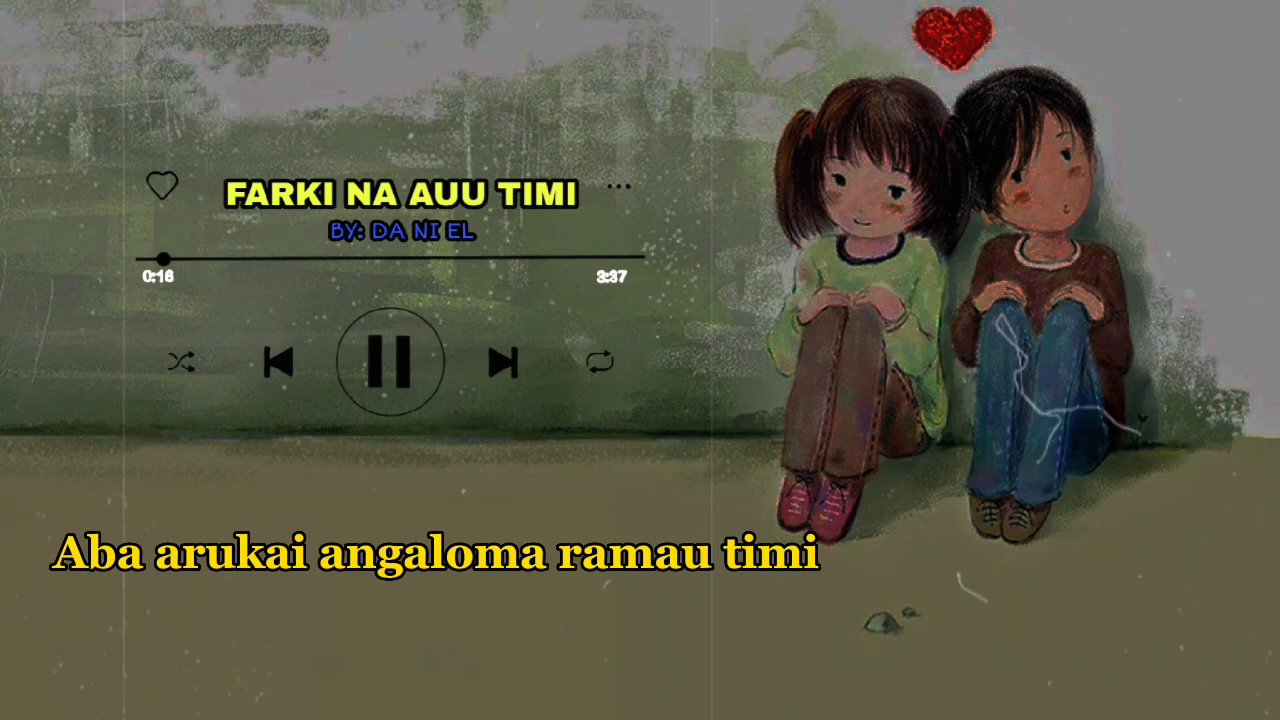 FARKI NA AUU TIMI
BY: DA NI EL
0:16
3:37
Aba arukai angaloma ramau timi